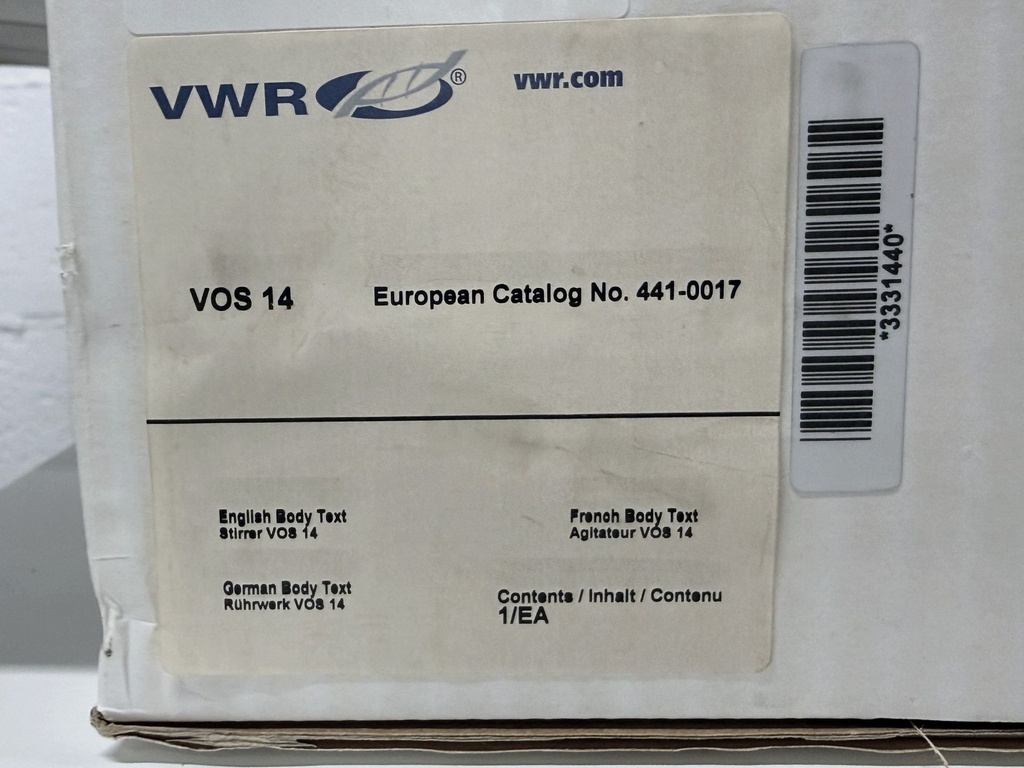 VWR®
vwr.com
VOS 14
European Catalog No. 441-0017
English Body Text
Stirrer VOS 14
French Body Text
Agitateur VOS 14
German Body Text
Rührwerk VOS 14
Contents / Inhalt / Contenu
1/EA
*3331440*